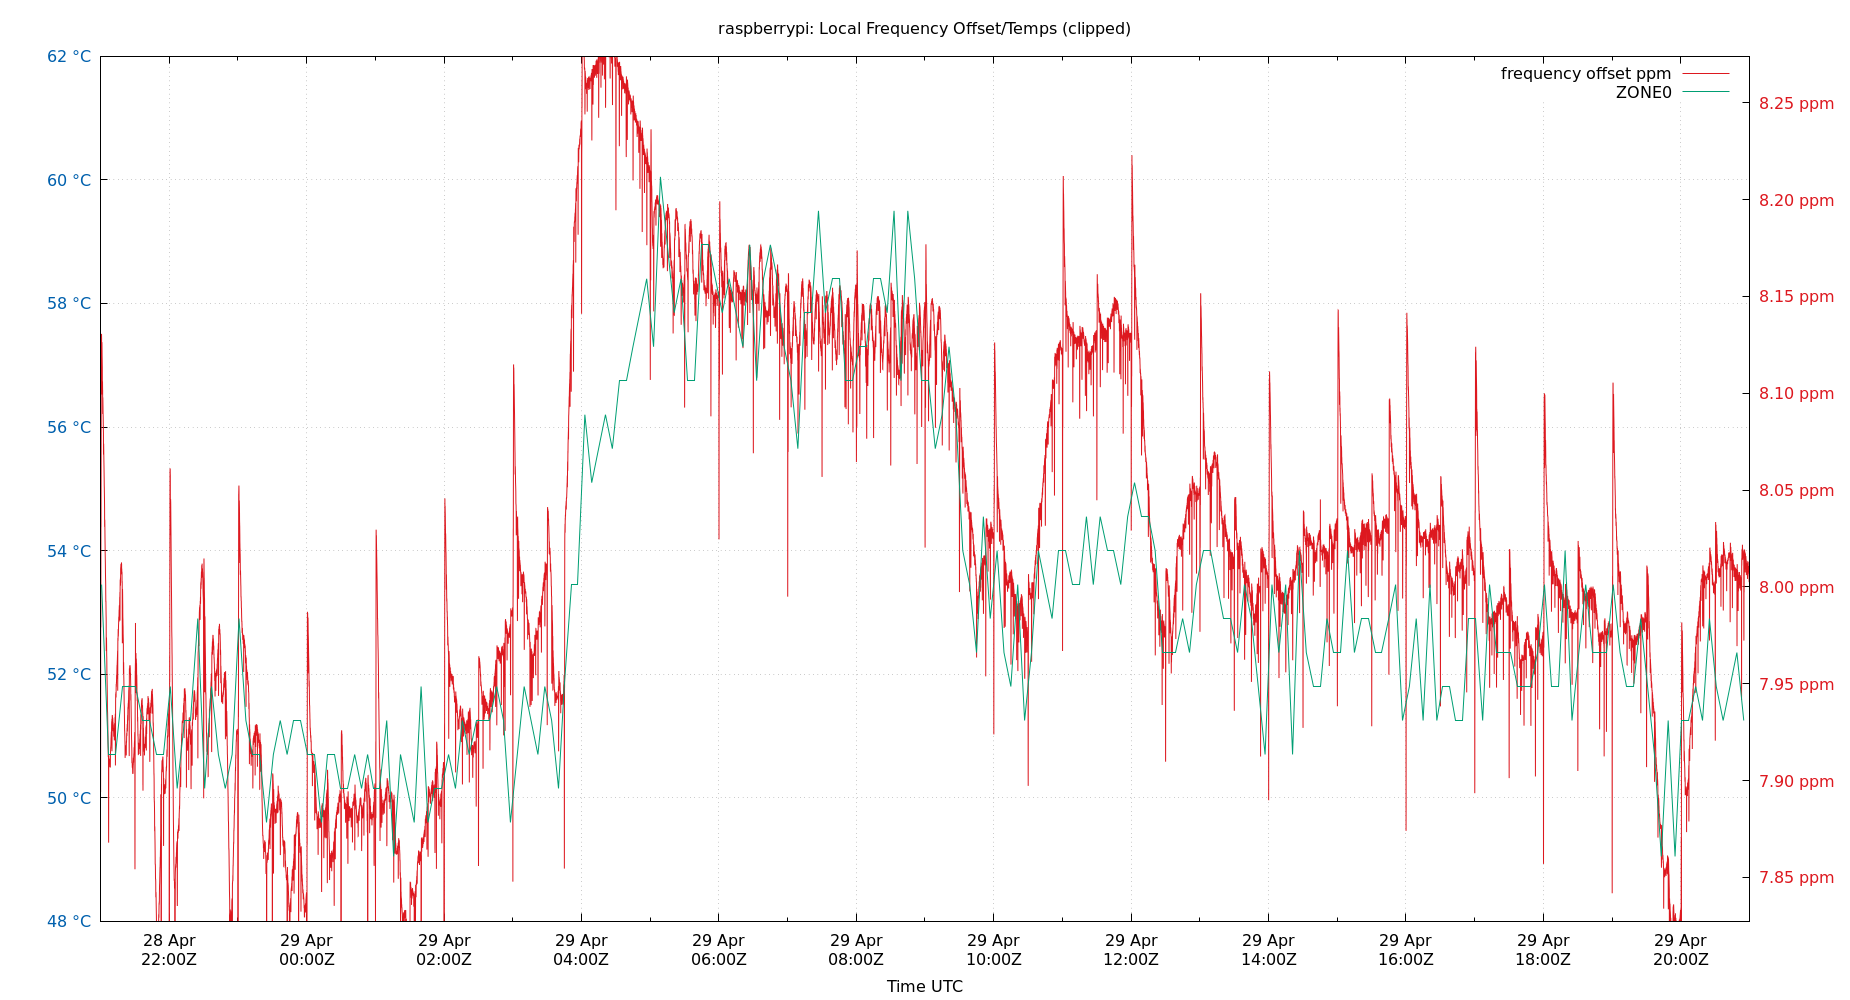 raspberrypi: Local Frequency Offset/Temps (clipped)
frequency offset ppm
ZONE0
62 °C
60 °C
58 °C
56 °C
54 °C
52 °C
50 °C
48 °C
8.25 ppm
8.20 ppm
8.15 ppm
8.10 ppm
8.05 ppm
8.00 ppm
7.95 ppm
7.90 ppm
7.85 ppm
28 Apr 29 Apr 29 Apr 29 Apr 29 Apr 29 Apr 29 Apr 29 Apr 29 Apr 29 Apr 29 Apr 29 Apr
22:00Z 00:00Z 02:00Z 04:00Z 06:00Z 08:00Z 10:00Z 12:00Z 14:00Z 16:00Z 18:00Z 20:00Z
Time UTC